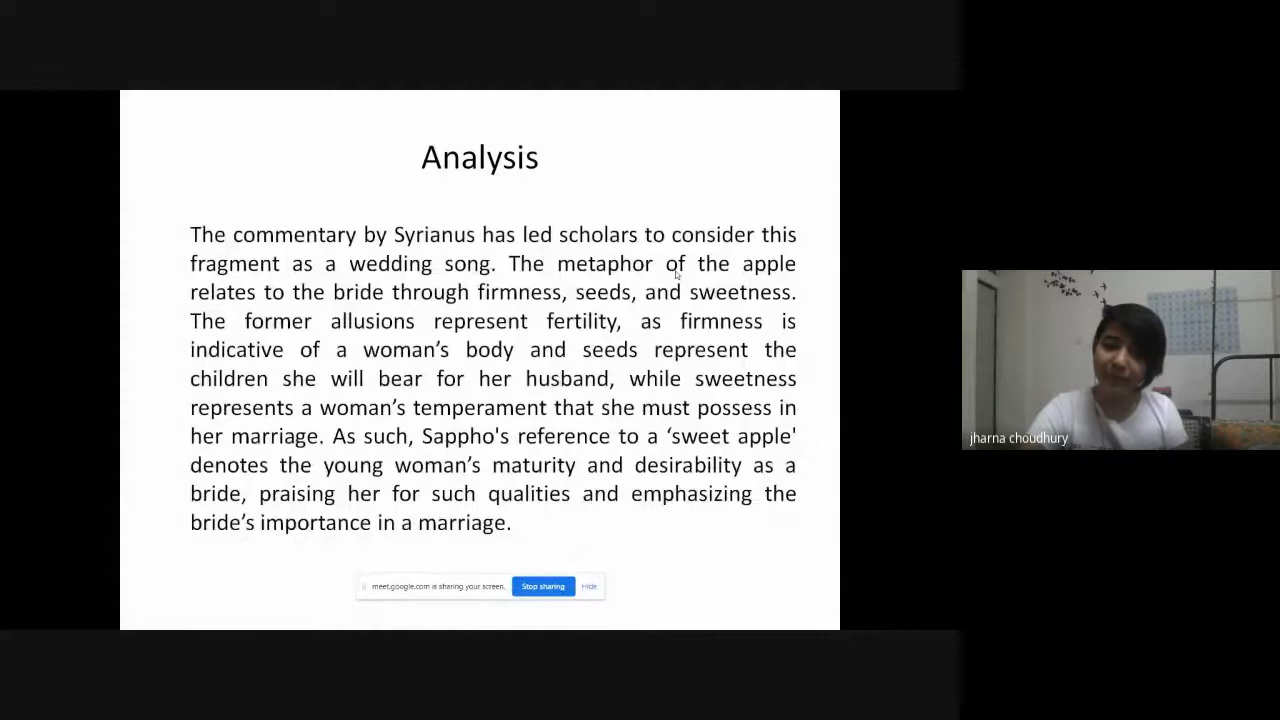 Analysis
The commentary by Syrianus has led scholars to consider this
fragment as a wedding song. The metaphor of the apple
relates to the bride through firmness, seeds, and sweetness.
The former allusions represent fertility, as firmness is
indicative of a woman’s body and seeds represent the
children she will bear for her husband, while sweetness
represents a woman’s temperament that she must possess in
her marriage. As such, Sappho's reference to a ‘sweet apple'
denotes the young woman’s maturity and desirability as a
bride, praising her for such qualities and emphasizing the
bride’s importance in a marriage.
meet.google.com is sharing your screen. Stop sharing Hide
jharna choudhury